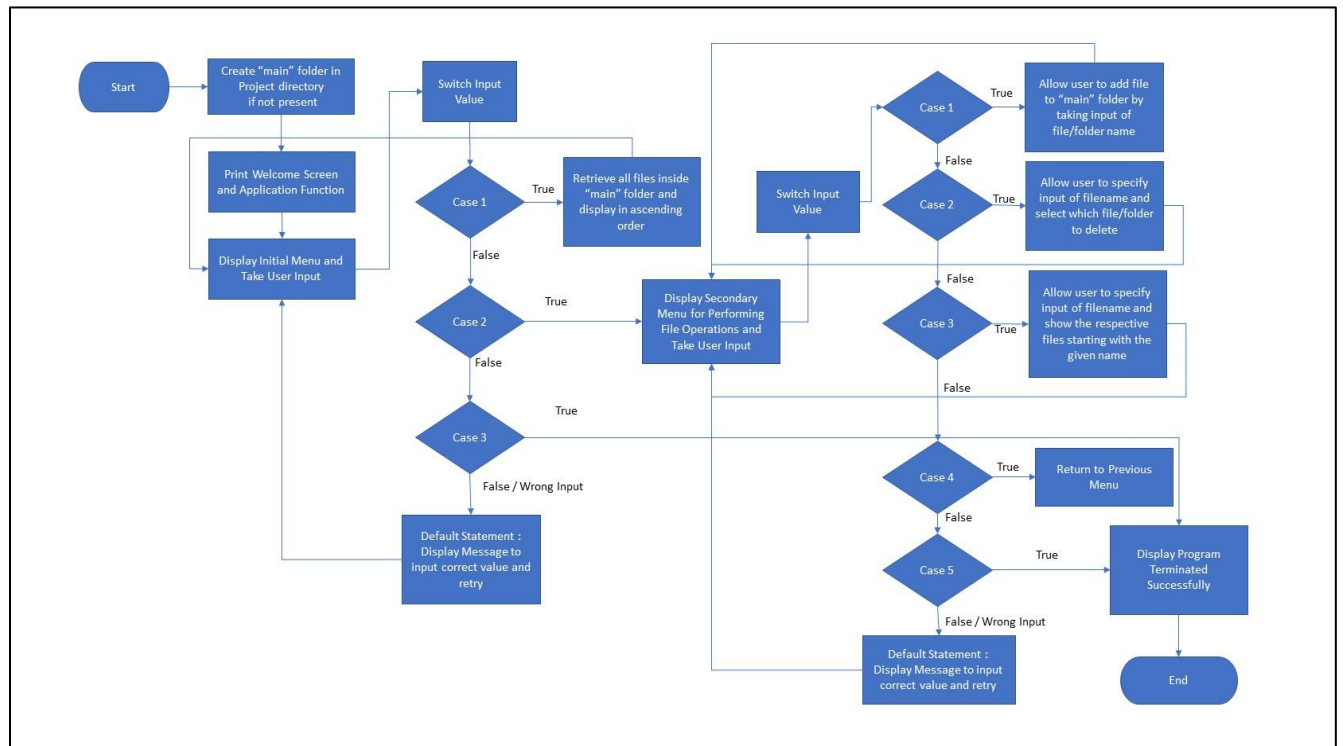 Start
Create “main” folder in
Project directory
if not present
Print Welcome Screen
and Application Function
Display Initial Menu and
Take User Input
Switch Input
Value
Case 1
True
Retrieve all files inside
“main” folder and
display in ascending
order
False
Case 2
True
False
Case 3
True
False / Wrong Input
Default Statement :
Display Message to
input correct value and
retry
Display Secondary
Menu for Performing
File Operations and
Take User Input
Switch Input
Value
Case 1
True
Allow user to add file
to “main” folder by
taking input of
file/folder name
False
Case 2
True
Allow user to specify
input of filename and
select which file/folder
to delete
False
Case 3
True
Allow user to specify
input of filename and
show the respective
files starting with the
given name
False
Case 4
True
Return to Previous
Menu
False
Case 5
True
Display Program
Terminated
Successfully
False / Wrong Input
Default Statement :
Display Message to input
correct value and retry
End